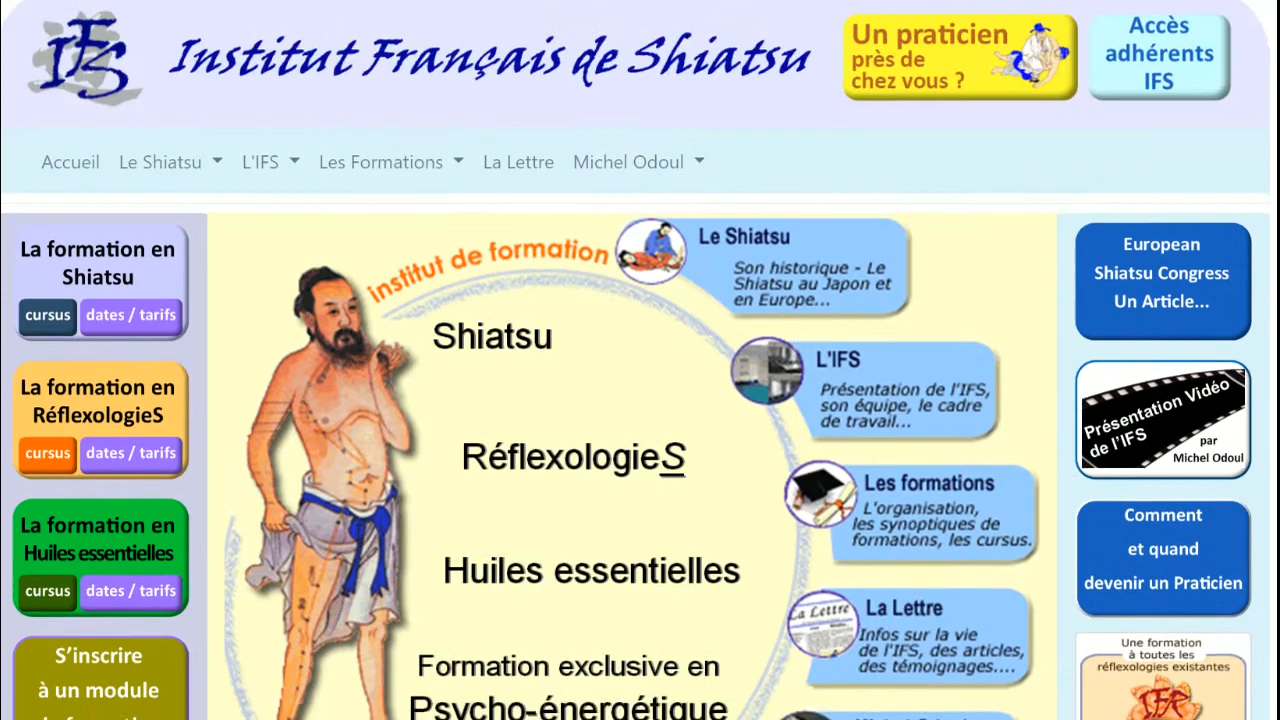 IFS
Institut Français de Shiatsu
Un praticien
près de
chez vous ?
Accès
adhérents
IFS
Accueil
Le Shiatsu
L'IFS
Les Formations
La Lettre
Michel Odoul
La formation en
Shiatsu
cursus
dates / tarifs
La formation en
RéflexologieS
cursus
dates / tarifs
La formation en
Huiles essentielles
cursus
dates / tarifs
S'inscrire
à un module
institut de formation
Shiatsu
RéflexologieS
Huiles essentielles
Formation exclusive en
Psycho-énergétique
Le Shiatsu
Son historique - Le
Shiatsu au Japon et
en Europe...
L'IFS
Présentation de l'IFS,
son équipe, le cadre
de travail...
Les formations
L'organisation,
les synoptiques de
formations, les cursus.
La Lettre
La Lettre
Infos sur la vie
de l'IFS, des articles,
des témoignages....
European
Shiatsu Congress
Un Article...
Présentation Vidéo
de l'IFS
par
Michel Odoul
Comment
et quand
devenir un Praticien
Une formation
à toutes les
réflexologies existantes